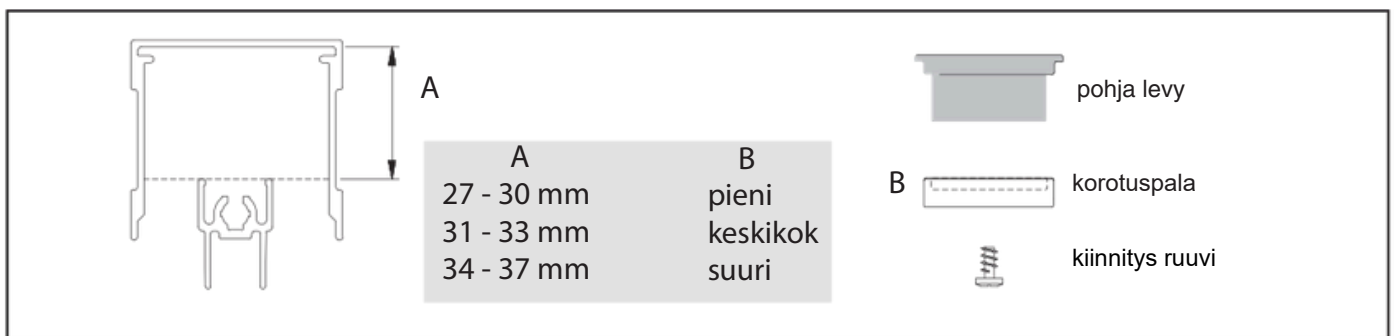 A
A B
27 - 30 mm pieni
31 - 33 mm keskikok
34 - 37 mm suuri
pohja levy
B korotuspala
kiinnitys ruuvi